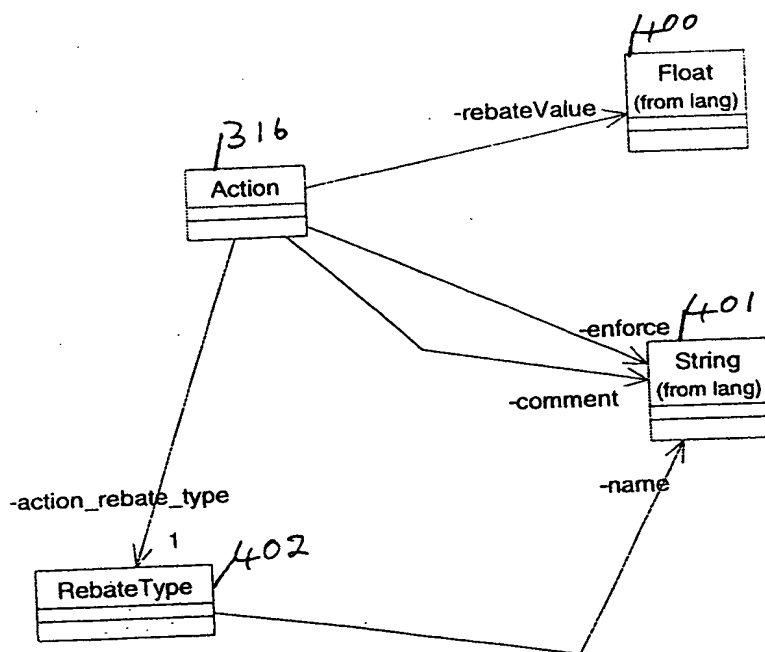 400
Float
(from lang)
-rebateValue
316
Action
401
-enforce
String
(from lang)
-comment
-name
-action_rebate_type
1
402
RebateType